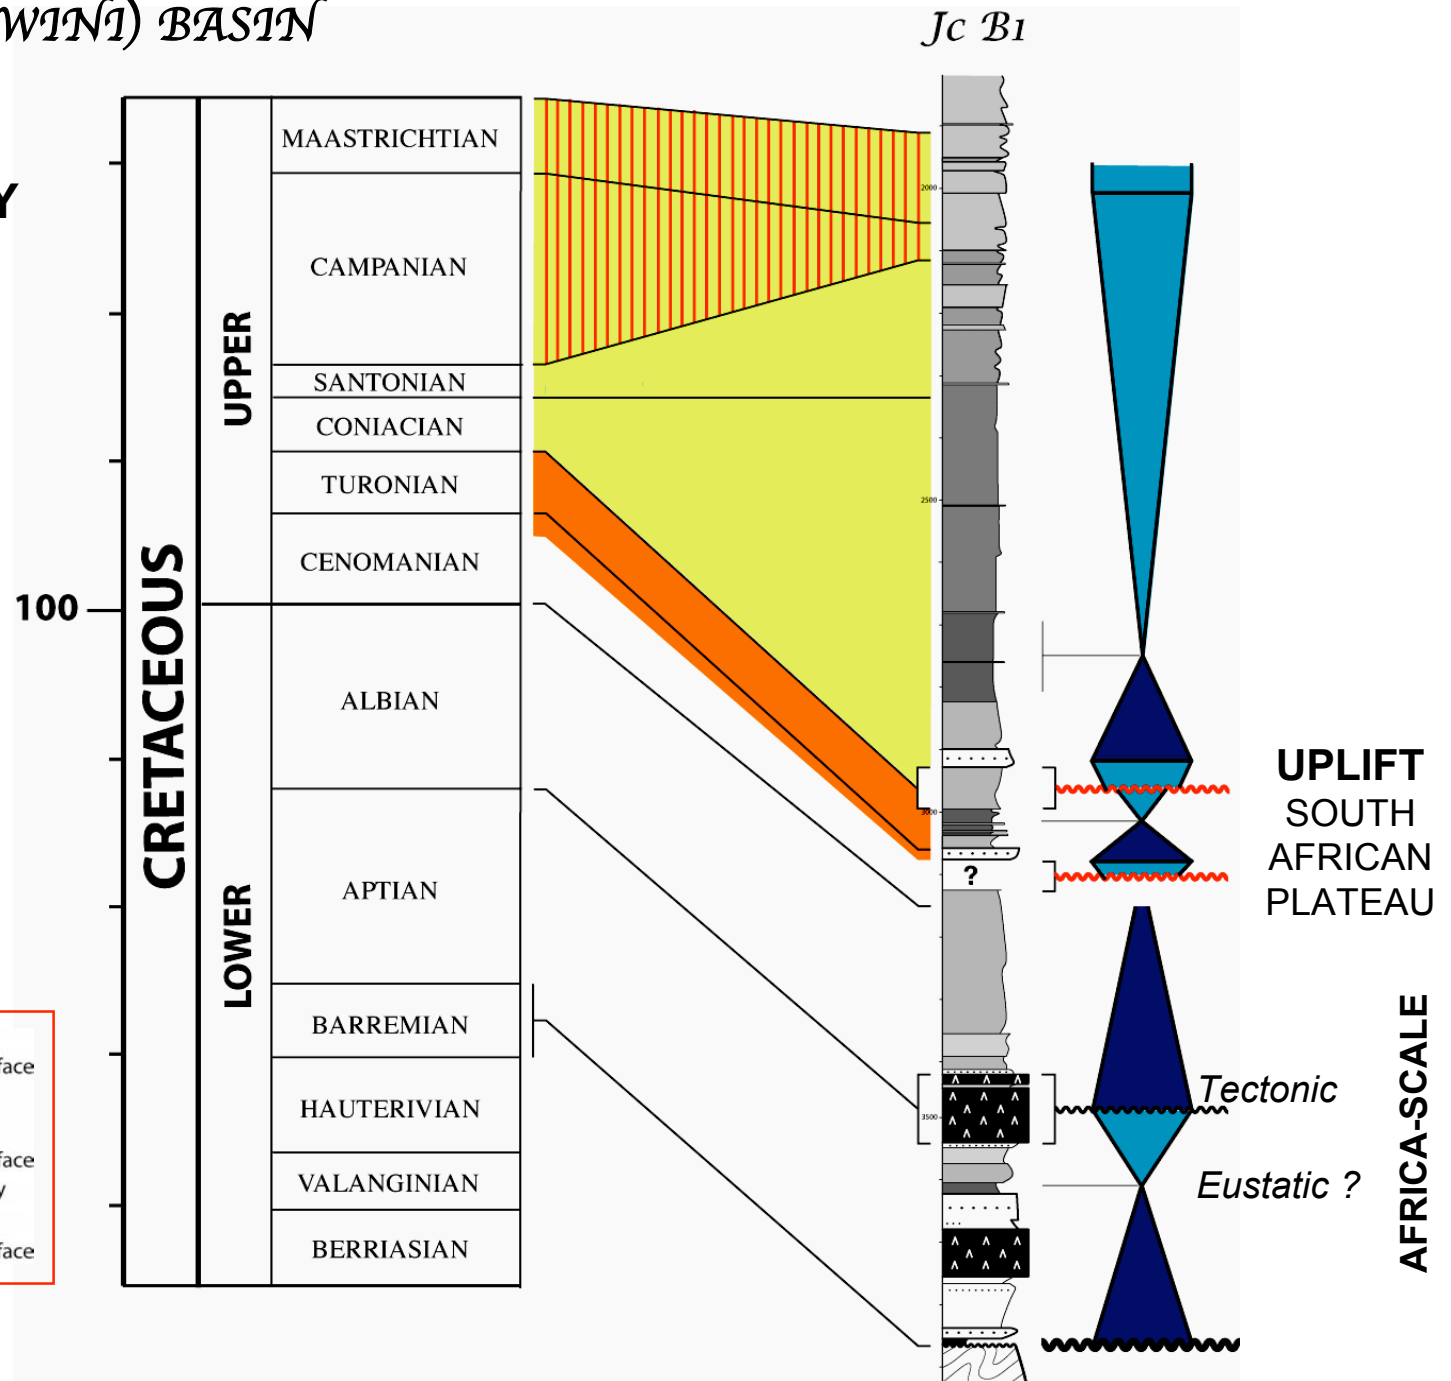 WINI) BASIN
Jc B1
Y
CRETACEOUS
UPPER
LOWER
MAASTRICHTIAN
CAMPANIAN
SANTONIAN
CONIACIAN
TURONIAN
CENOMANIAN
100
ALBIAN
APTIAN
BARREMIAN
HAUTERIVIAN
VALANGINIAN
BERRIASIAN
2000
2500
3000
?
3500
UPLIFT
SOUTH
AFRICAN
PLATEAU
Tectonic
Eustatic ?
AFRICA-SCALE
face
face
y
face